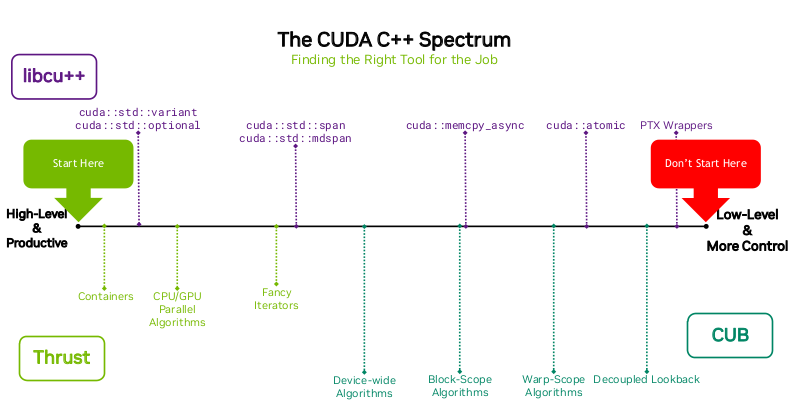 The CUDA C++ Spectrum
Finding the Right Tool for the Job
libcu++
cuda::std::variant
cuda::std::optional
cuda::std::span
cuda::std::mdspan
cuda::memcpy_async
cuda::atomic
PTX Wrappers
Start Here
Don't Start Here
High-Level
&
Productive
Low-Level
&
More Control
Containers
CPU/GPU
Parallel
Algorithms
Fancy
Iterators
Thrust
CUB
Device-wide
Algorithms
Block-Scope
Algorithms
Warp-Scope
Algorithms
Decoupled Lookback